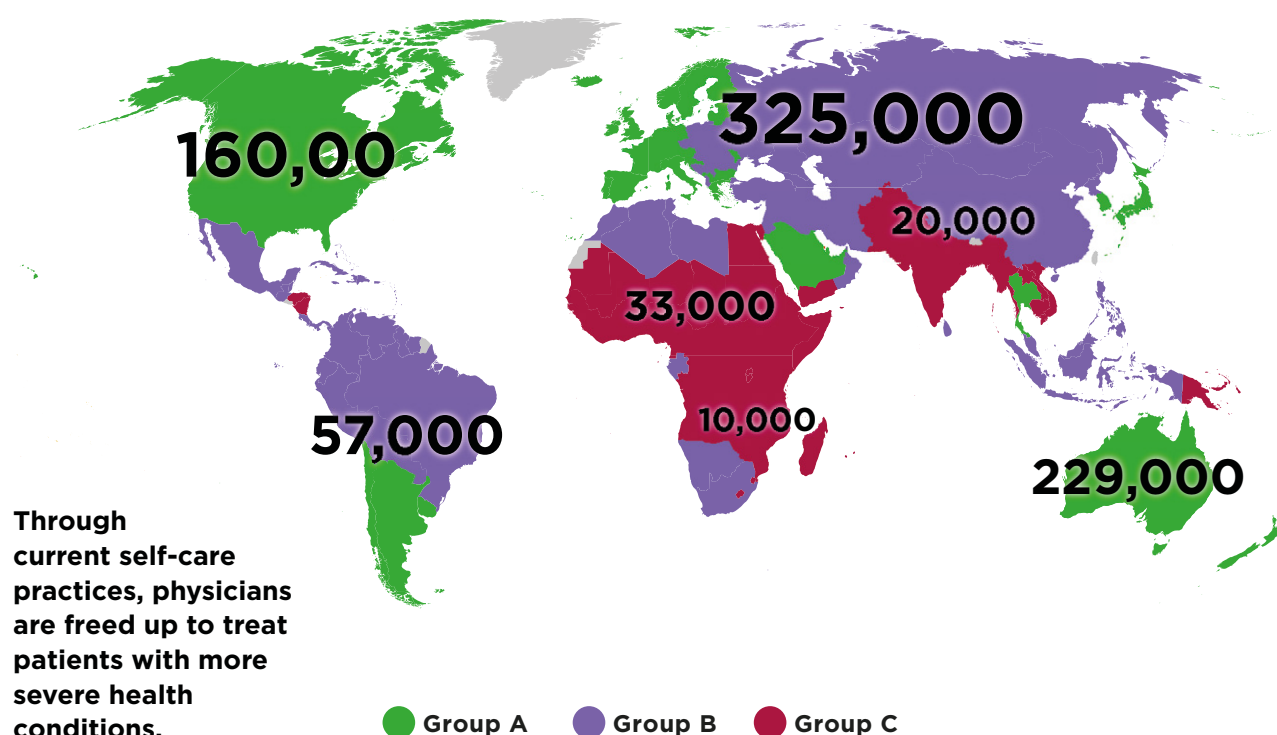 160,00
325,000
20,000
33,000
10,000
57,000
229,000
Through
current self-care
practices, physicians
are freed up to treat
patients with more
severe health
conditions.
Group A
Group B
Group C